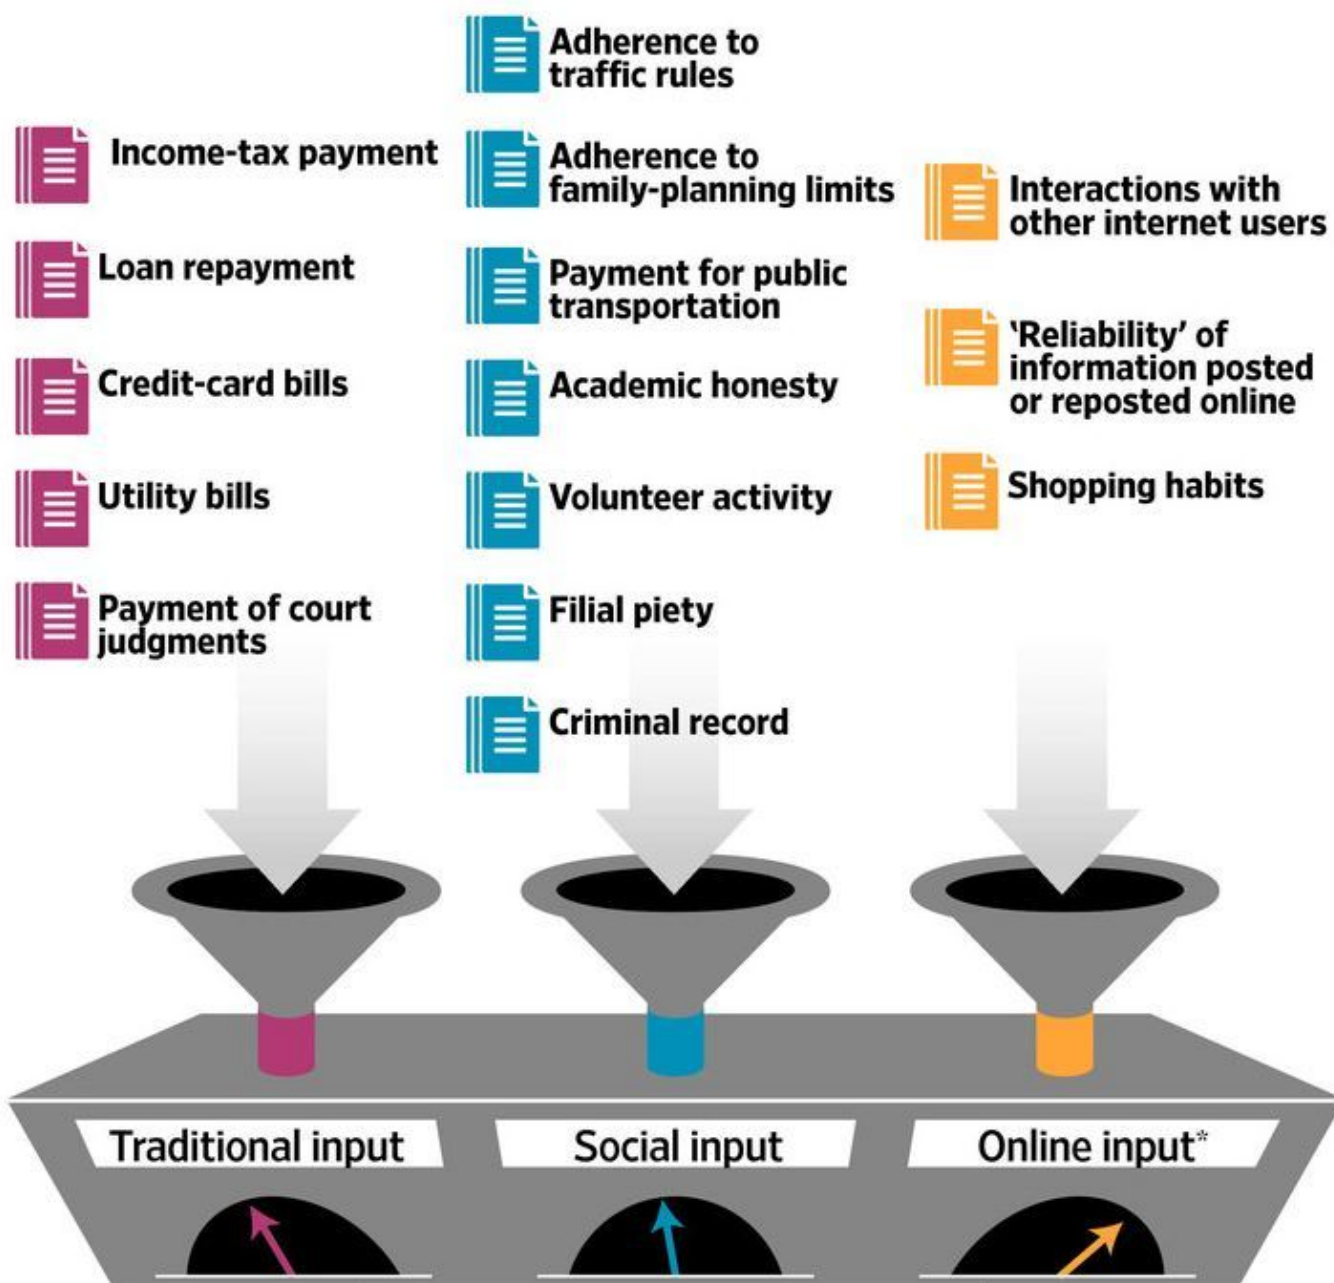 Income-tax payment
Loan repayment
Credit-card bills
Utility bills
Payment of court
judgments
Adherence to
traffic rules
Adherence to
family-planning limits
Payment for public
transportation
Academic honesty
Volunteer activity
Filial piety
Criminal record
Interactions with
other internet users
‘Reliability’ of
information posted
or reposted online
Shopping habits
Traditional input
Social input
Online input*